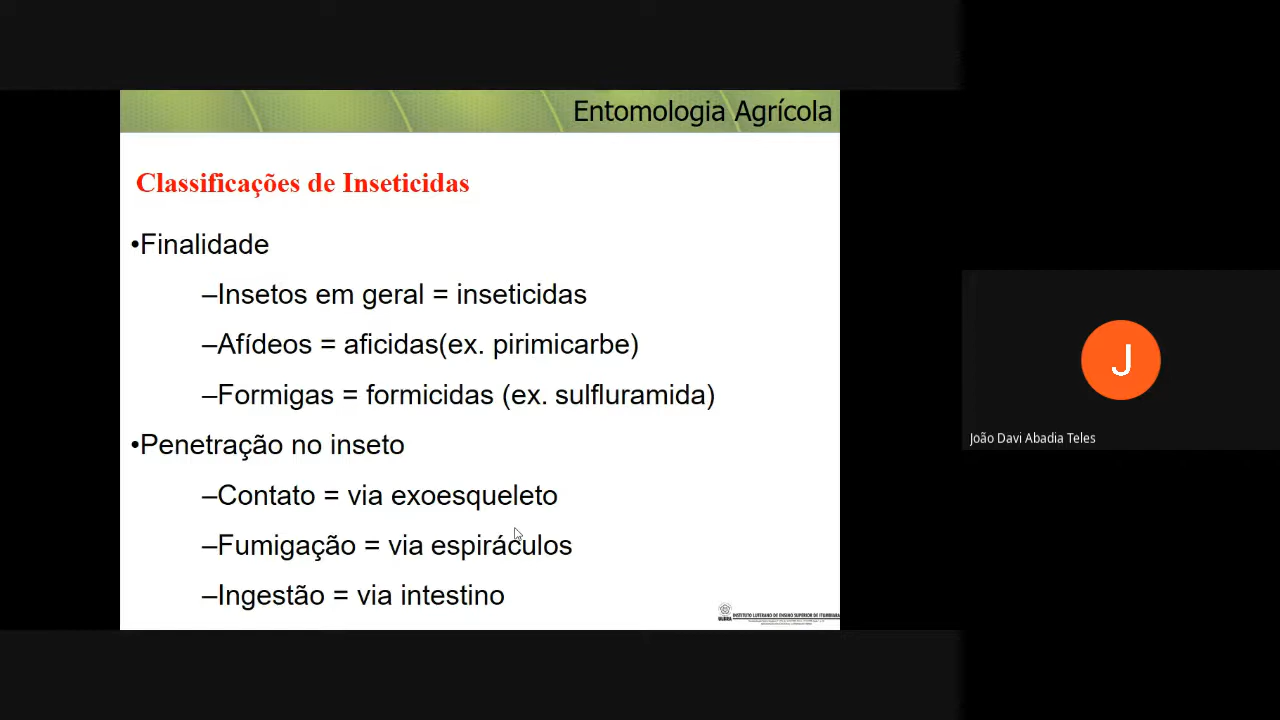 Entomologia Agrícola
Classificações de Inseticidas
•Finalidade
–Insetos em geral = inseticidas
–Afídeos = aficidas(ex. pirimicarbe)
–Formigas = formicidas (ex. sulfluramida)
•Penetração no inseto
–Contato = via exoesqueleto
–Fumigação = via espiráculos
–Ingestão = via intestino
ULBRA
INSTITUTO LUTERANO DE ENSINO SUPERIOR DE ITUMBIARA
J
João Davi Abadia Teles